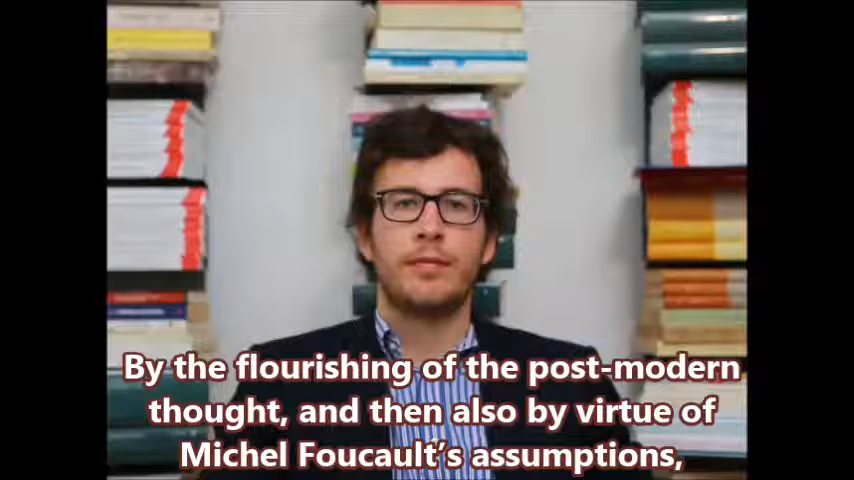 By the flourishing of the post-modern
thought, and then also by virtue of
Michel Foucault's assumptions,